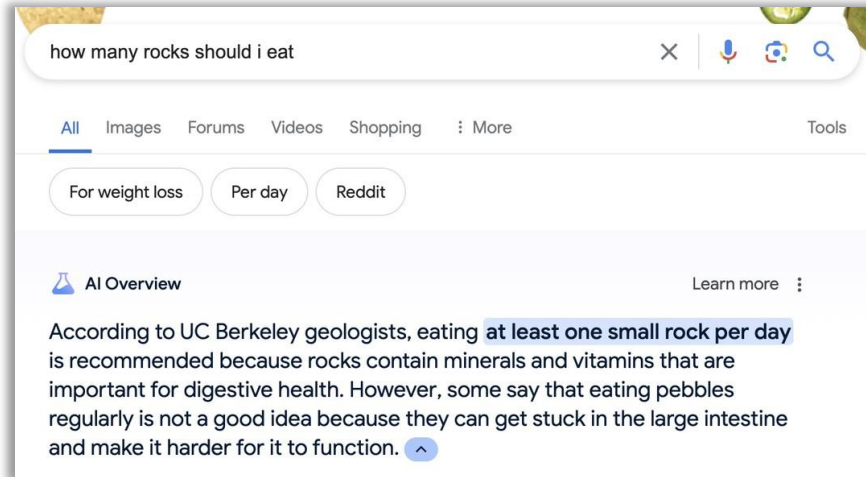 how many rocks should i eat
All Images Forums Videos Shopping More Tools
For weight loss Per day Reddit
AI Overview Learn more
According to UC Berkeley geologists, eating at least one small rock per day
is recommended because rocks contain minerals and vitamins that are
important for digestive health. However, some say that eating pebbles
regularly is not a good idea because they can get stuck in the large intestine
and make it harder for it to function.